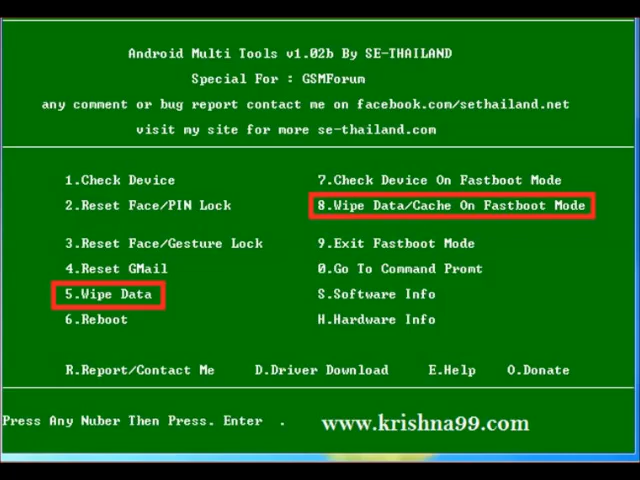 Android Multi Tools v1.02b By SE-THAILAND
Special For : GSMForum
any comment or bug report contact me on facebook.com/sethailand.net
visit my site for more se-thailand.com
1.Check Device 7.Check Device On Fastboot Mode
2.Reset Face/PIN Lock 8.Wipe Data/Cache On Fastboot Mode
3.Reset Face/Gesture Lock 9.Exit Fastboot Mode
4.Reset GMail 0.Go To Command Promt
5.Wipe Data S.Software Info
6.Reboot H.Hardware Info
R.Report/Contact Me D.Driver Download E.Help O.Donate
Press Any Nuber Then Press. Enter . www.krishna99.com